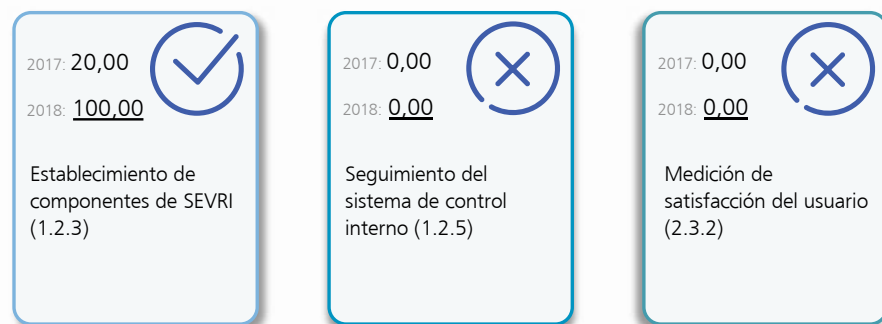 2017: 20,00
2018: 100,00
Establecimiento de
componentes de SEVRI
(1.2.3)
2017: 0,00
2018: 0,00
Seguimiento del
sistema de control
interno (1.2.5)
2017: 0,00
2018: 0,00
Medición de
satisfacción del usuario
(2.3.2)